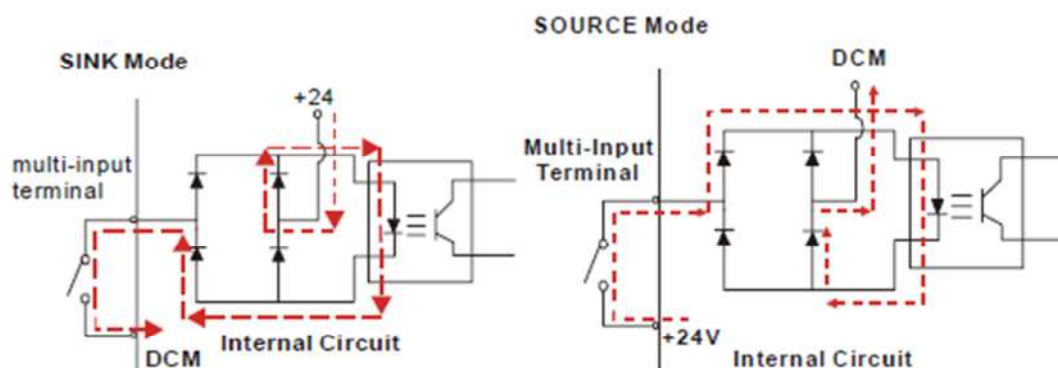 SINK Mode
+24
multi-input
terminal
DCM
Internal Circuit
SOURCE Mode
DCM
Multi-Input
Terminal
+24V
Internal Circuit